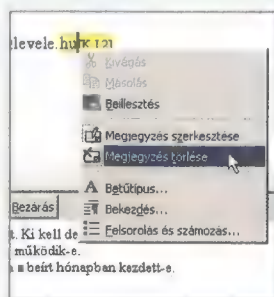 levele.hu[K L2]
Kivágás
Másolás
Beillesztés
Megjegyzés szerkesztése
Megjegyzés törlése
Betűtípus...
Bekezdés...
Felsorolás és számozás...
Bezárás
t. Ki kell de
működik-e.
a beírt hónapban kezdett-e.